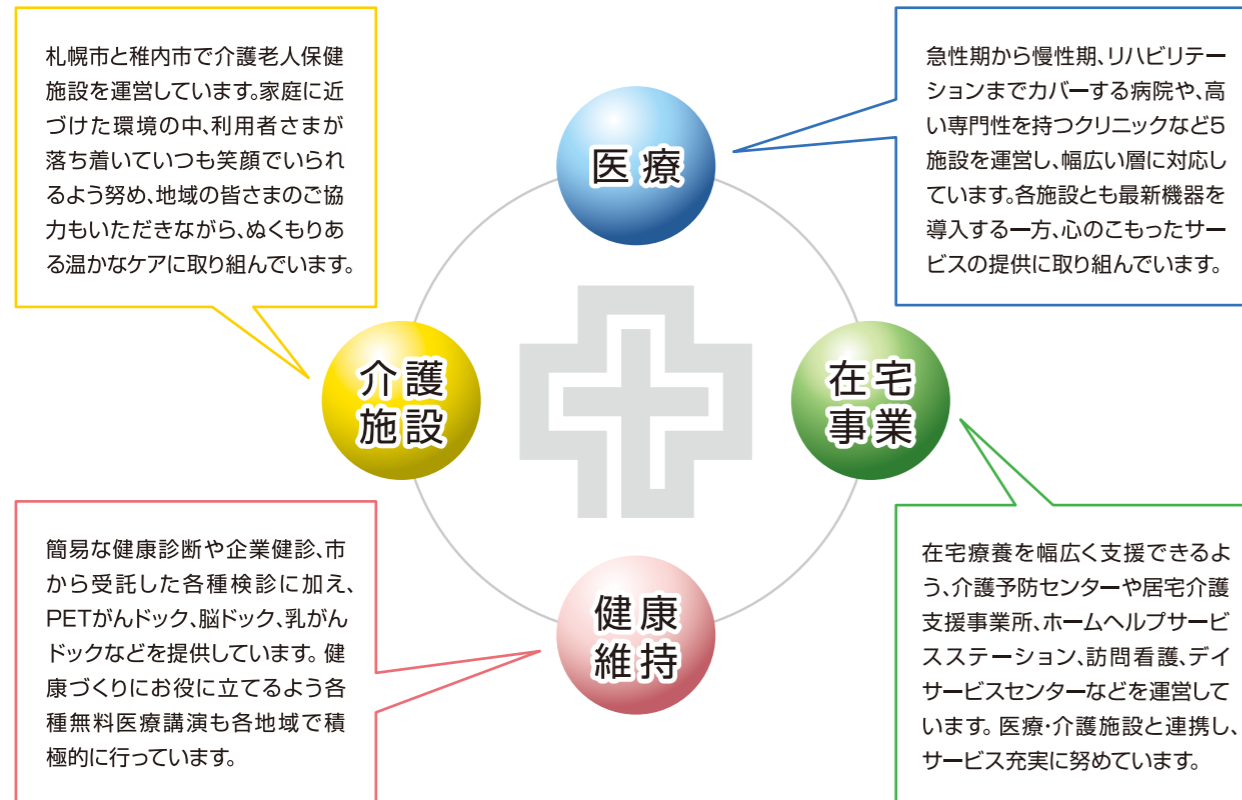 札幌市と稚内市で介護老人保健
施設を運営しています。家庭に近
づけた環境の中、利用者さまが
落ち着いていつも笑顔でいられ
るよう努め、地域の皆さまのご協
力もいただきながら、ぬくもりあ
る温かなケアに取り組んでいます。
医療
急性期から慢性期、リハビリテー
ションまでカバーする病院や、高
い専門性を持つクリニックなど5
施設を運営し、幅広い層に対応し
ています。各施設とも最新機器を
導入する一方、心のこもったサー
ビスの提供に取り組んでいます。
介護
施設
在宅
事業
簡易な健康診断や企業健診、市
から受託した各種検診に加え、
PETがんドック、脳ドック、乳がん
ドックなどを提供しています。健
康づくりにお役に立てるよう各
種無料医療講演も各地域で積
極的に行っています。
健康
維持
在宅療養を幅広く支援できるよ
う、介護予防センターや居宅介護
支援事業所、ホームヘルプサービ
スステーション、訪問看護、デイ
サービスセンターなどを運営して
います。医療・介護施設と連携し、
サービス充実に努めています。